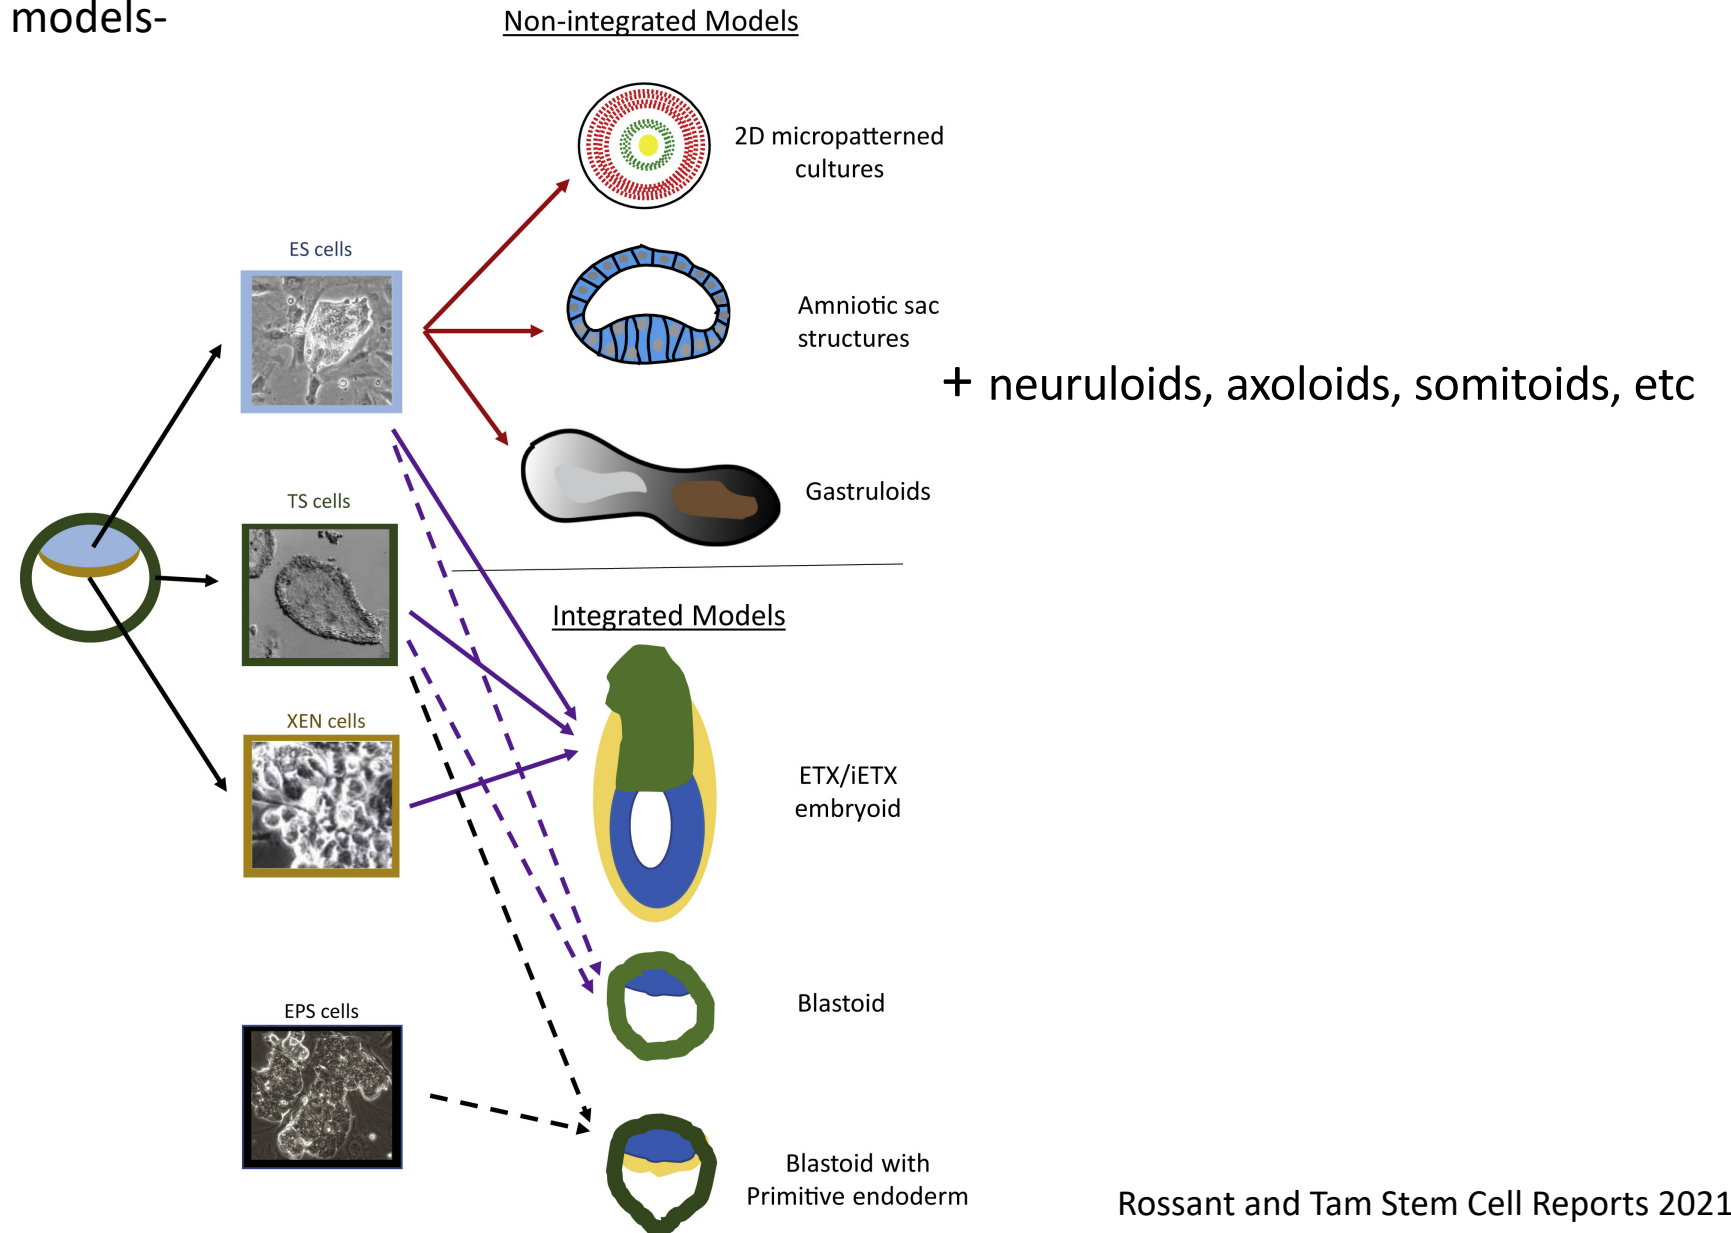 models-
Non-integrated Models
2D micropatterned
cultures
ES cells
Amniotic sac
structures
+ neuruloids, axoloids, somitoids, etc
TS cells
Gastruloids
Integrated Models
XEN cells
ETX/iETX
embryoid
EPS cells
Blastoid
Blastoid with
Primitive endoderm
Rossant and Tam Stem Cell Reports 2021